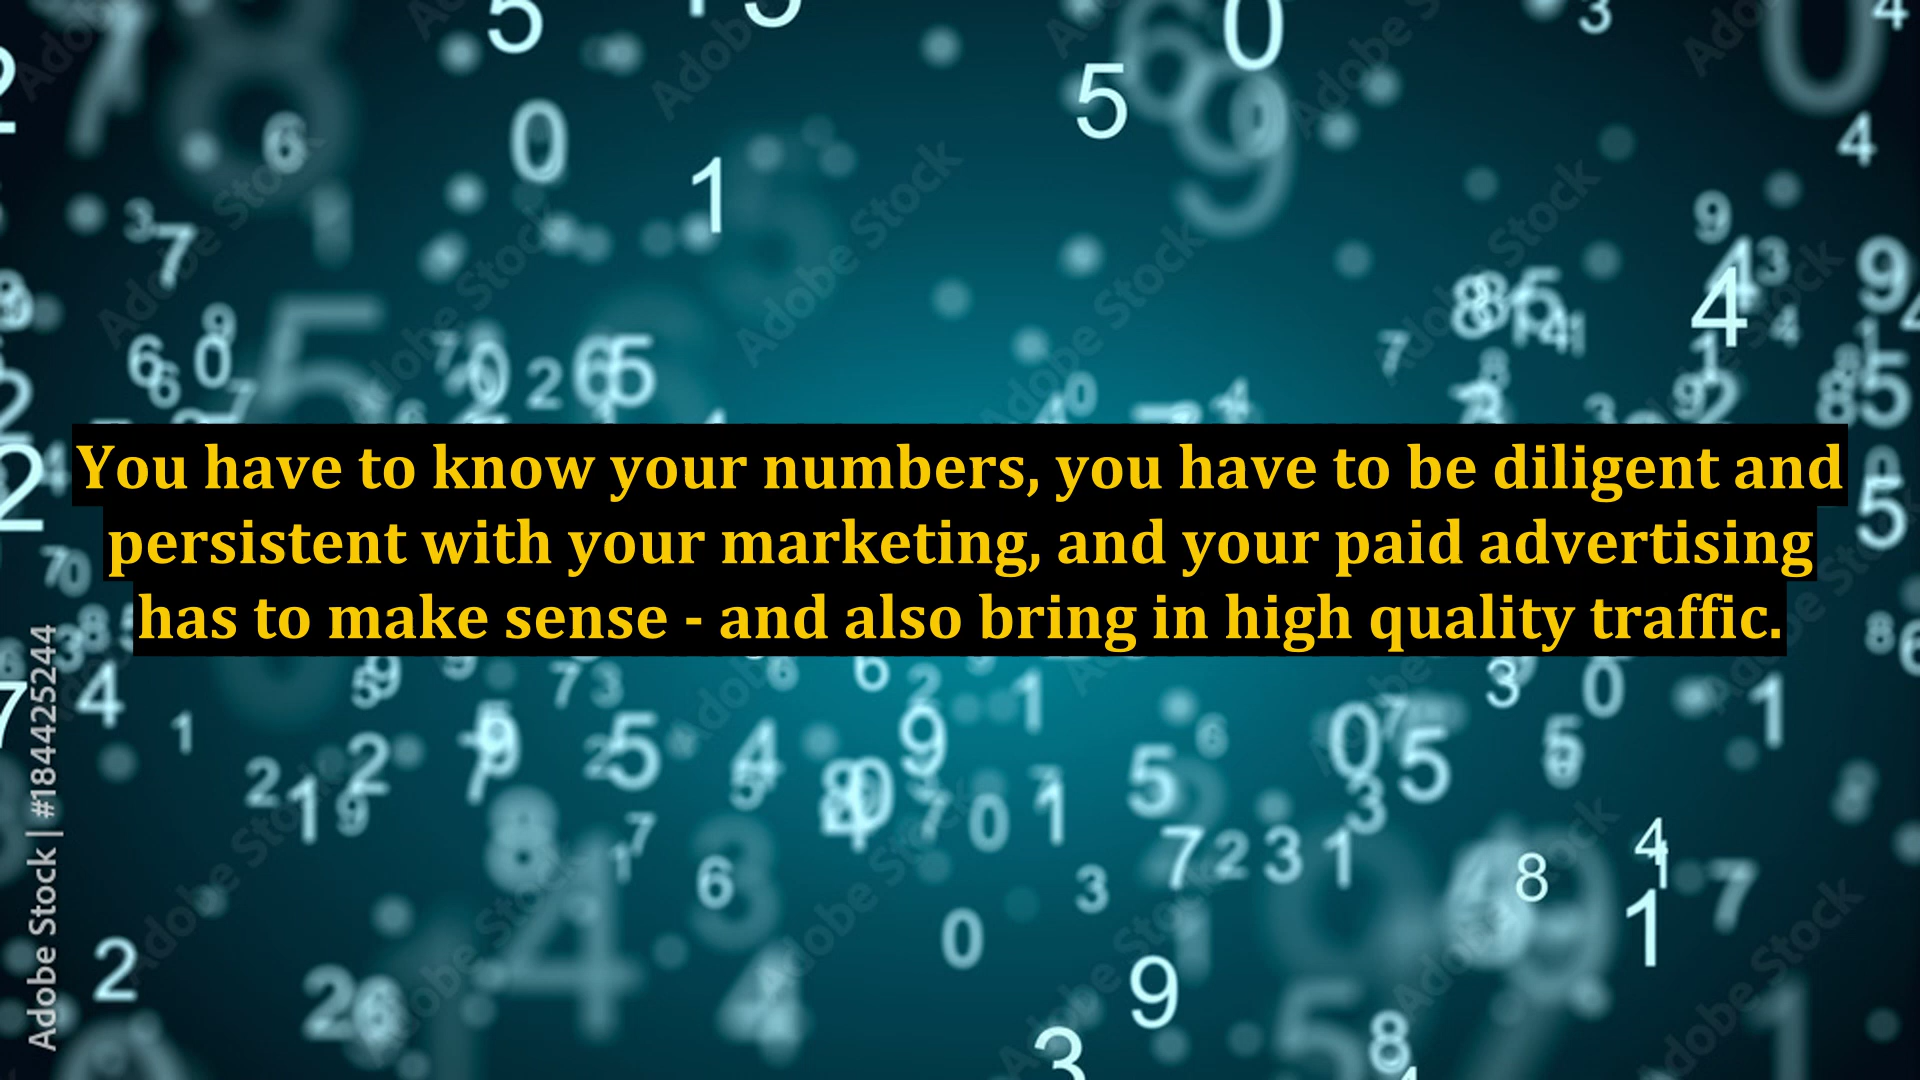 You have to know your numbers, you have to be diligent and
persistent with your marketing, and your paid advertising
has to make sense - and also bring in high quality traffic.
Adobe Stock | #184425244